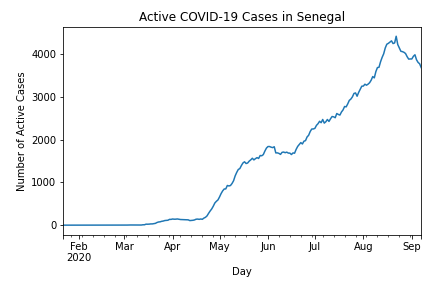 Active COVID-19 Cases in Senegal
Number of Active Cases
4000
3000
2000
1000
0
Feb Mar Apr May Jun Jul Aug Sep
2020
Day